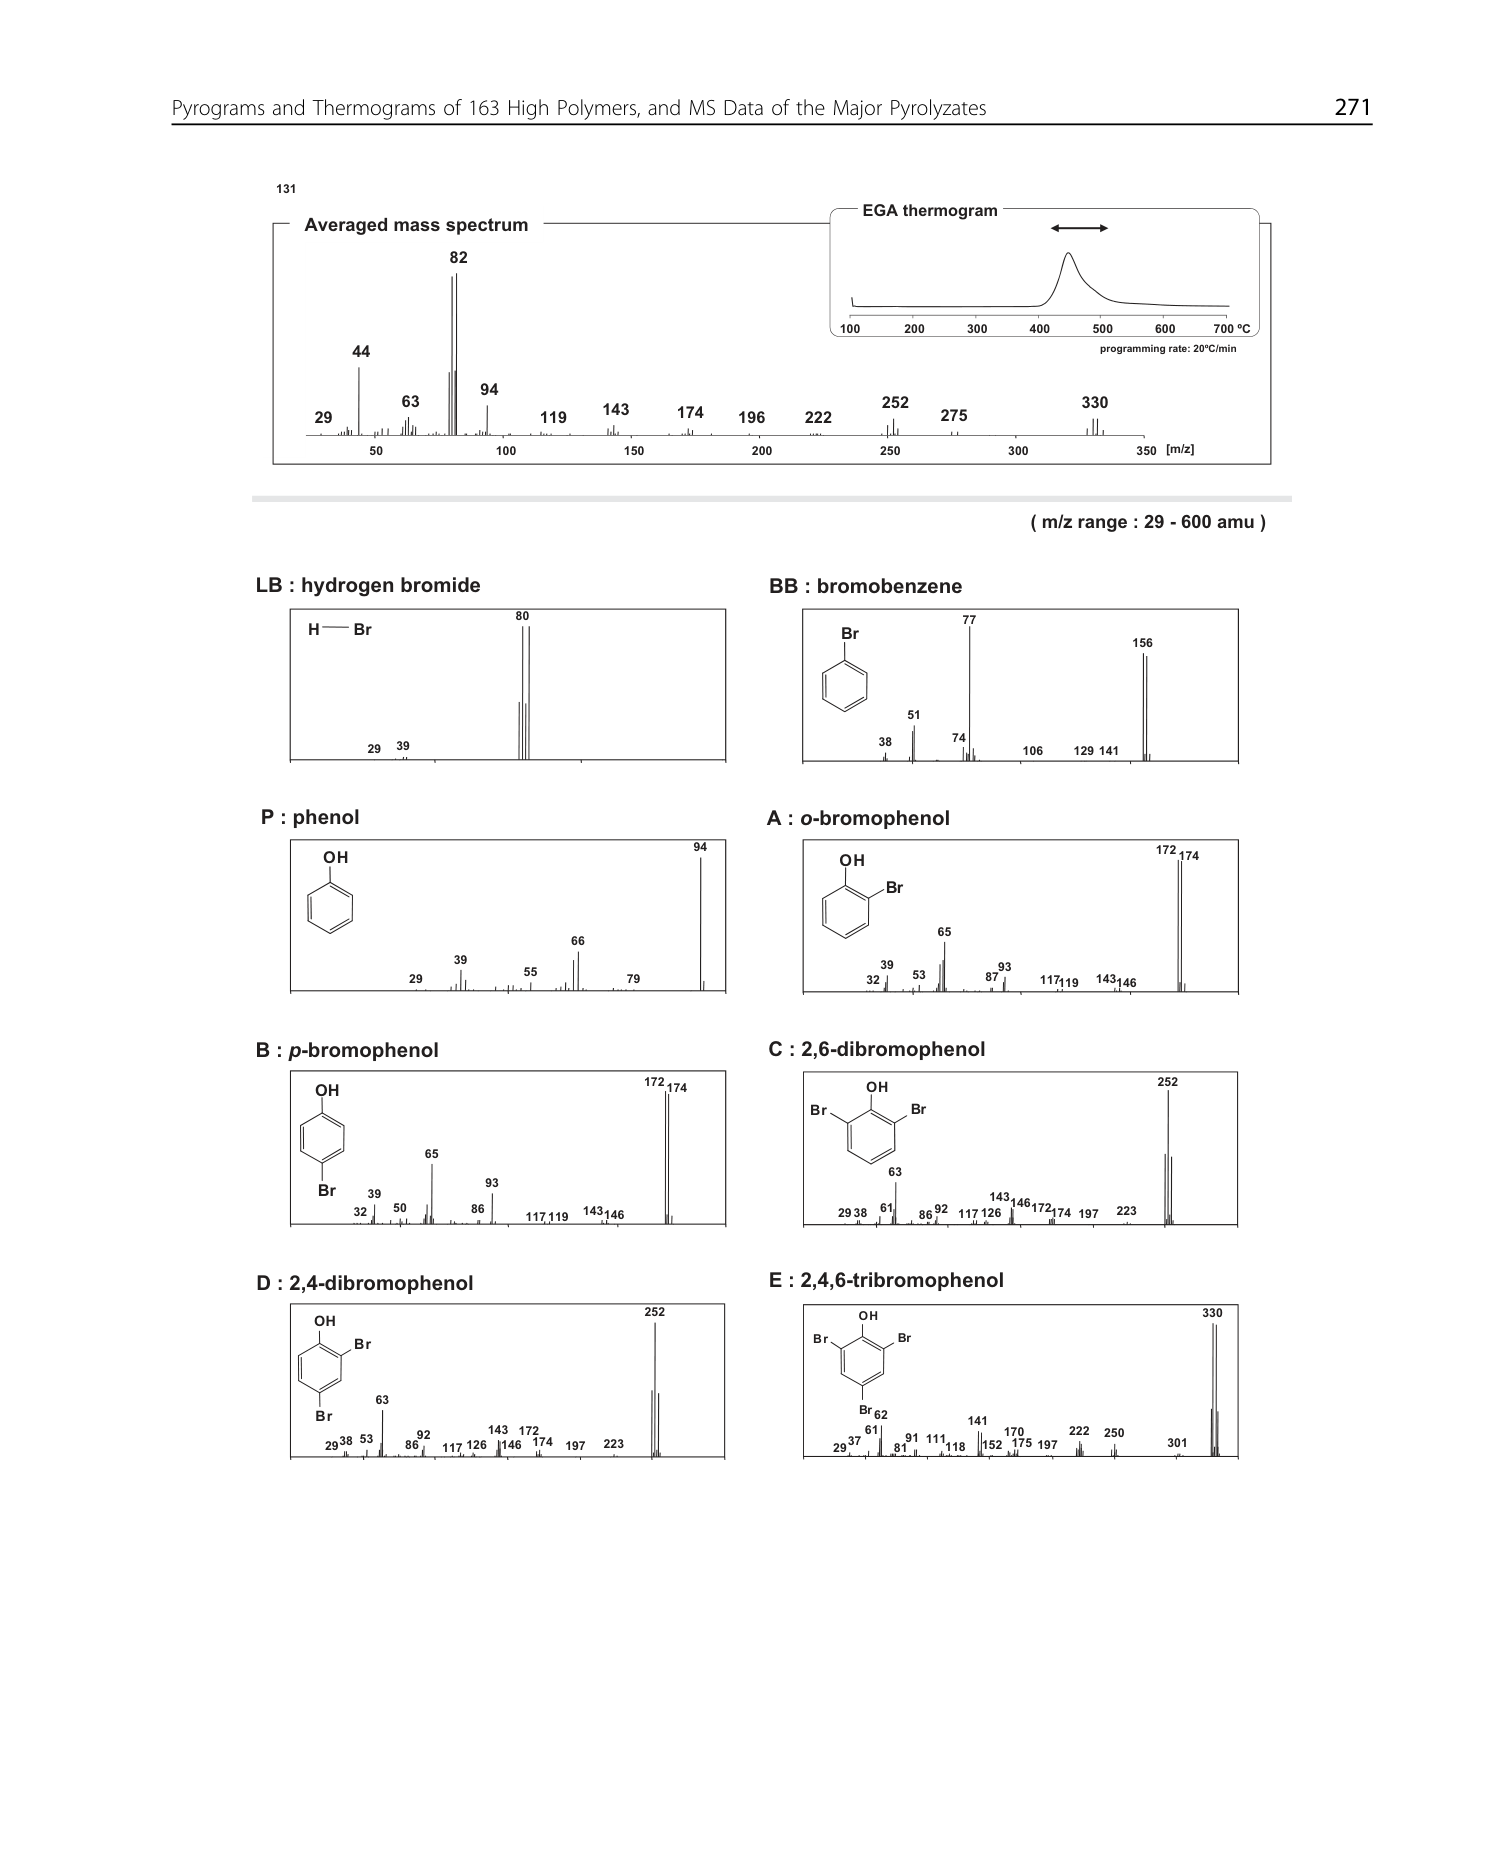 Pyrograms and Thermograms of 163 High Polymers, and MS Data of the Major Pyrolyzates 271
131
Averaged mass spectrum
EGA thermogram
100 200 300 400 500 600 700 ºC
programming rate: 20ºC/min
82
44
94
29 63 119 143 174 196 222 252 275 330
50 100 150 200 250 300 350 [m/z]
( m/z range : 29 - 600 amu )
LB : hydrogen bromide
H Br
80
29 39
BB : bromobenzene
Br
77
156
51
38 74 106 129 141
P : phenol
OH
94
66
39
29 55 79
A : o-bromophenol
OH
Br
172 174
65
39
32 53 87 93 117 119 143 146
B : p-bromophenol
OH
Br
172 174
65
93
39
32 50 86 117 119 143 146
C : 2,6-dibromophenol
OH
Br Br
252
63
29 38 61 86 92 117 126 143 146 172 174 197 223
D : 2,4-dibromophenol
OH
Br
Br
252
63
29 38 53 86 92 117 126 143 146 172 174 197 223
E : 2,4,6-tribromophenol
OH
Br Br
Br
330
62
29 37 61 81 91 111 118 141 152 170 175 197 222 250 301